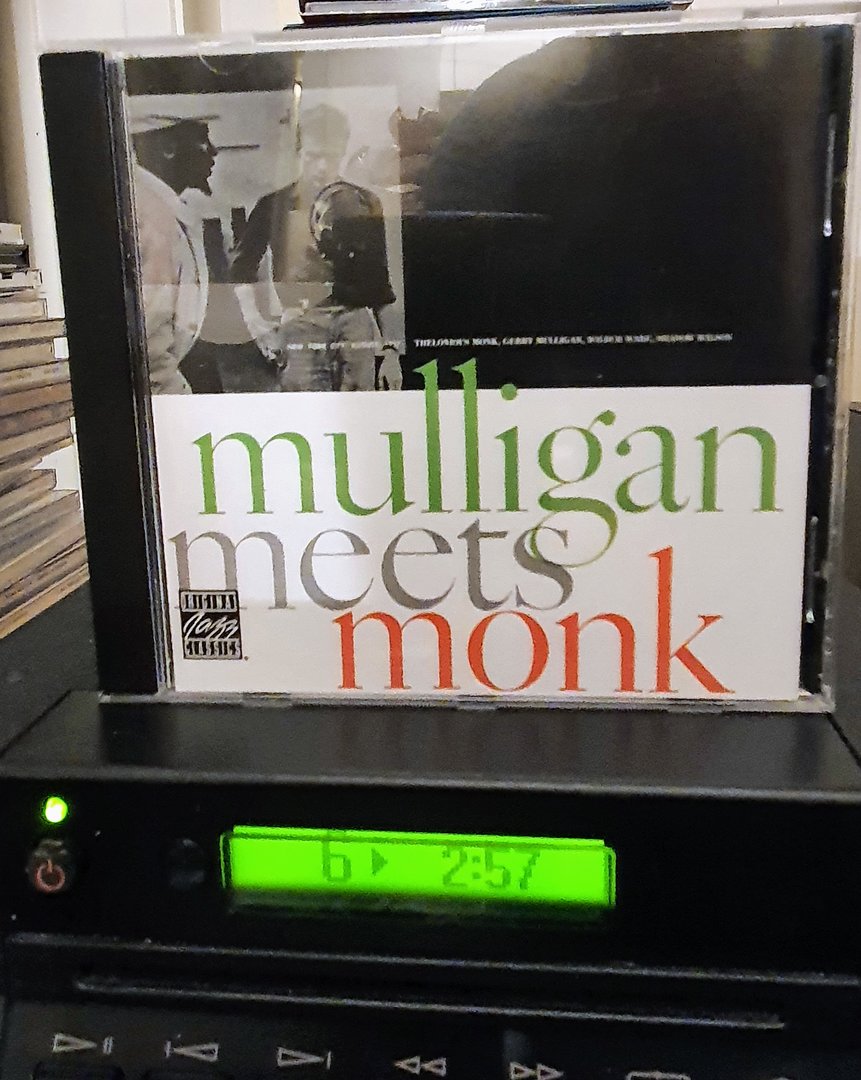 THELONIOUS MONK, GERRY MULLIGAN, WILBUR WARE, SHADOW WILSON
mulligan
meets
monk
ORIGINAL
Jazz
CLASSICS
6 2:57